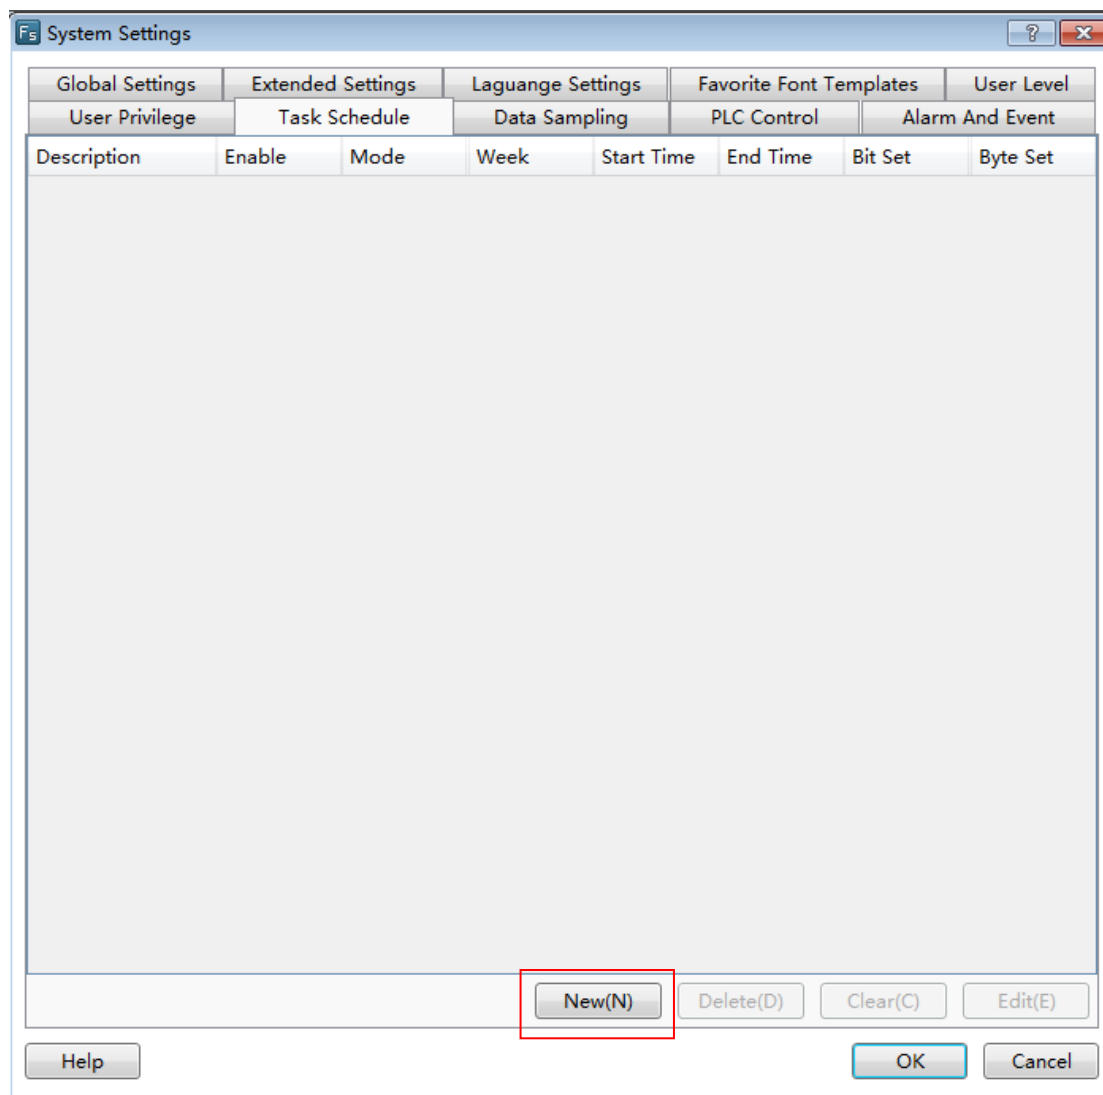 Fs System Settings ?
Global Settings Extended Settings Laguange Settings Favorite Font Templates User Level
User Privilege Task Schedule Data Sampling PLC Control Alarm And Event
Description Enable Mode Week Start Time End Time Bit Set Byte Set
New(N) Delete(D) Clear(C) Edit(E)
Help OK Cancel